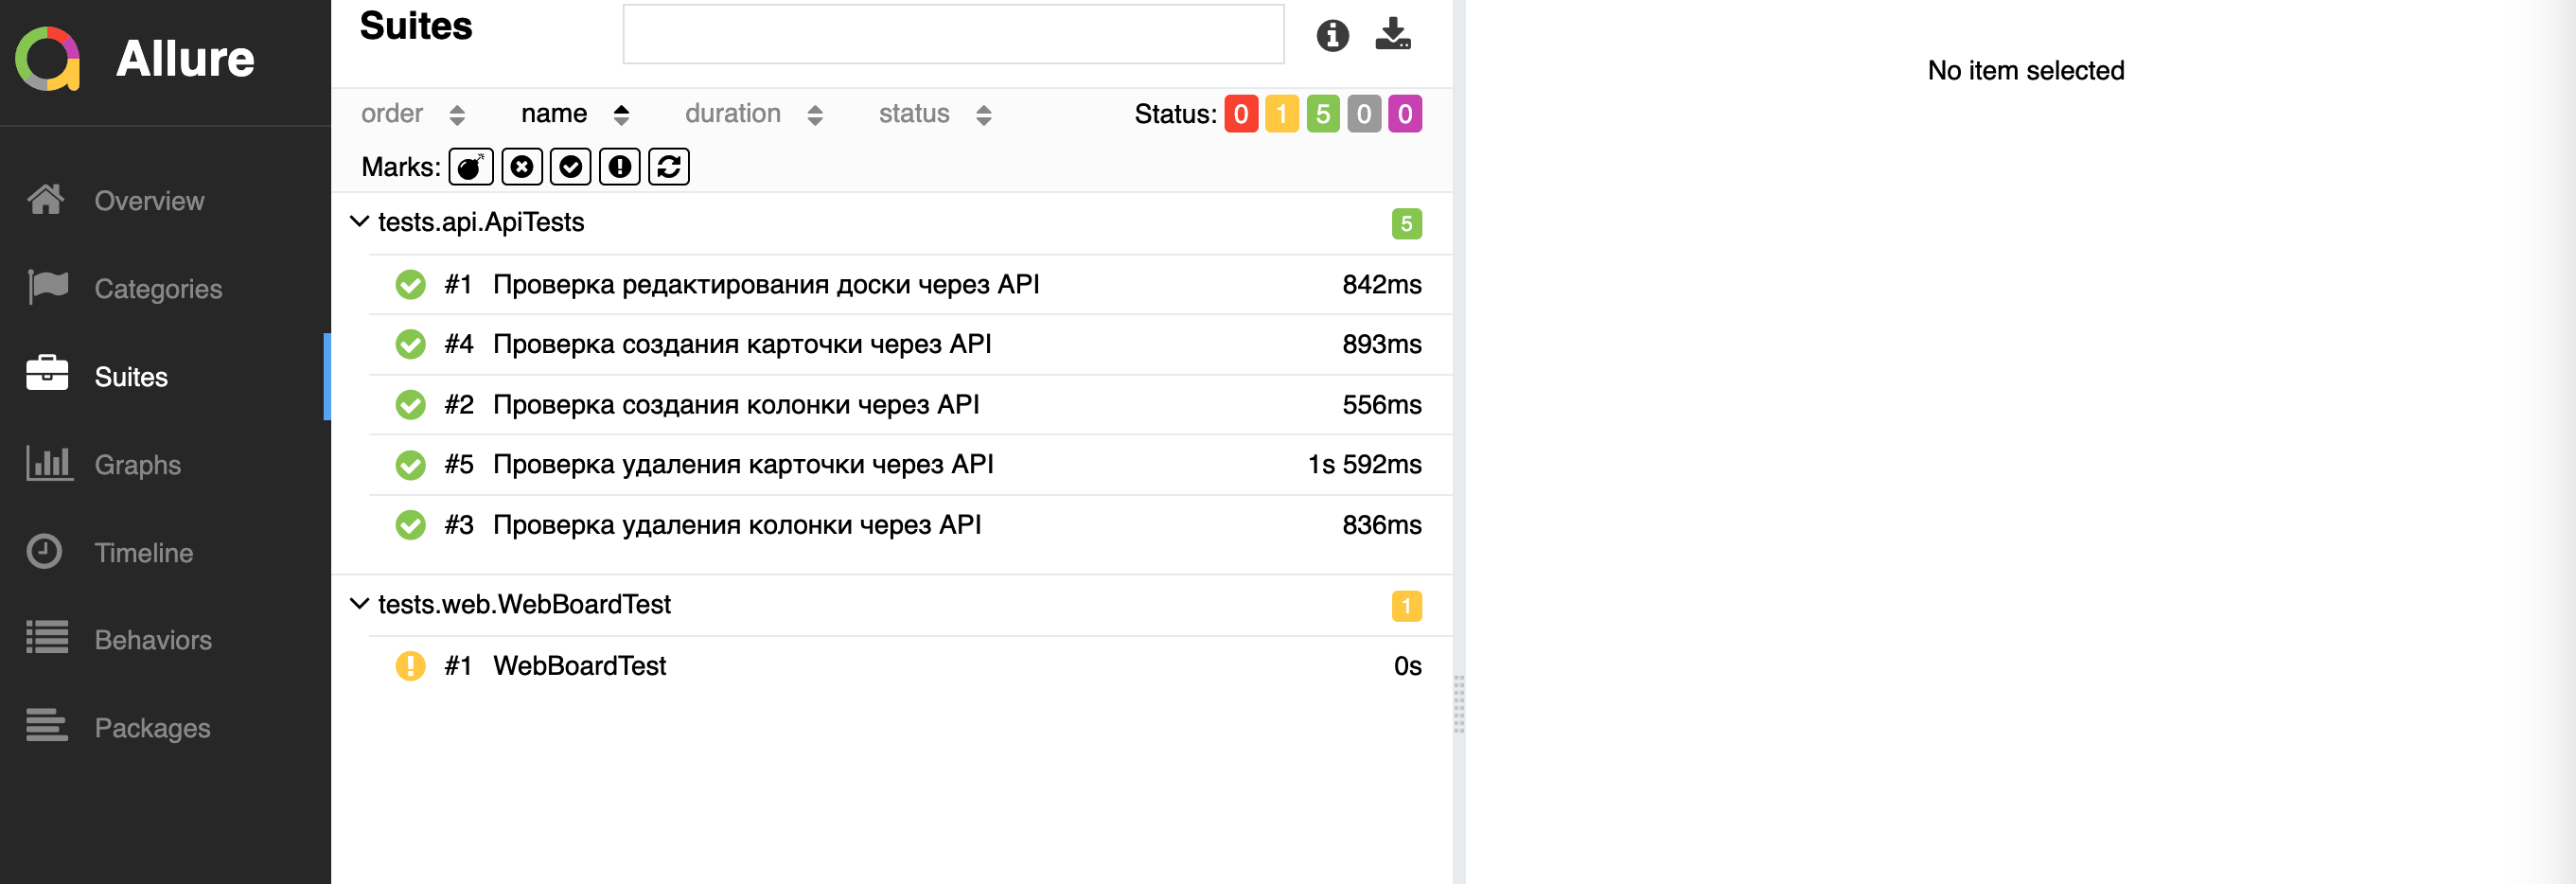 Allure
Overview
Categories
Suites
Graphs
Timeline
Behaviors
Packages
Suites
order name duration status Status: 0 1 5 0 0
Marks:
tests.api.ApiTests 5
#1 Проверка редактирования доски через API 842ms
#4 Проверка создания карточки через API 893ms
#2 Проверка создания колонки через API 556ms
#5 Проверка удаления карточки через API 1s 592ms
#3 Проверка удаления колонки через API 836ms
tests.web.WebBoardTest 1
#1 WebBoardTest 0s
No item selected